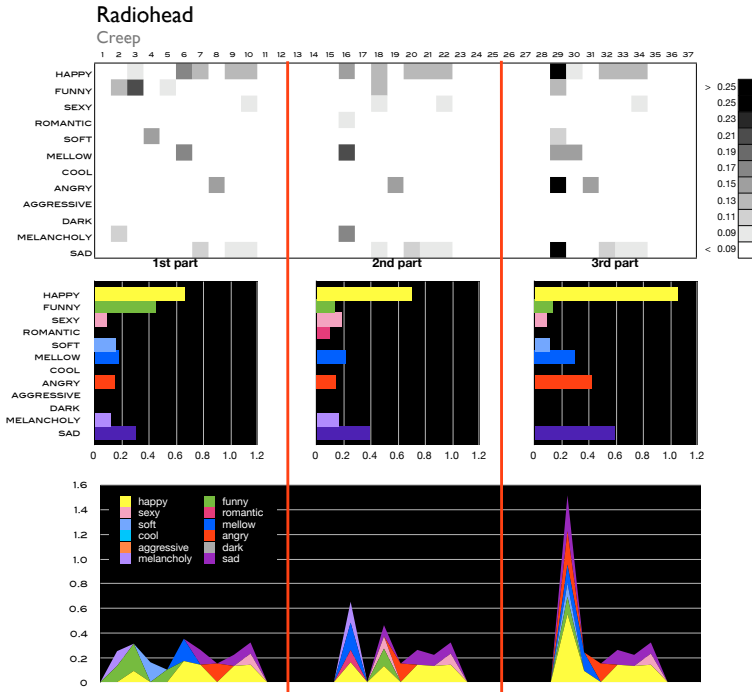 Radiohead
Creep
1 2 3 4 5 6 7 8 9 10 11 12 13 14 15 16 17 18 19 20 21 22 23 24 25 26 27 28 29 30 31 32 33 34 35 36 37
HAPPY
FUNNY
SEXY
ROMANTIC
SOFT
MELLOW
COOL
ANGRY
AGGRESSIVE
DARK
MELANCHOLY
SAD
> 0.25
0.25
0.23
0.21
0.19
0.17
0.15
0.13
0.11
0.09
< 0.09
1st part 2nd part 3rd part
HAPPY
FUNNY
SEXY
ROMANTIC
SOFT
MELLOW
COOL
ANGRY
AGGRESSIVE
DARK
MELANCHOLY
SAD
0 0.2 0.4 0.6 0.8 1.0 1.2 0 0.2 0.4 0.6 0.8 1.0 1.2 0 0.2 0.4 0.6 0.8 1.0 1.2
1.6
1.4
1.2
1.0
0.8
0.6
0.4
0.2
0
happy funny
sexy romantic
soft mellow
cool angry
aggressive dark
melancholy sad